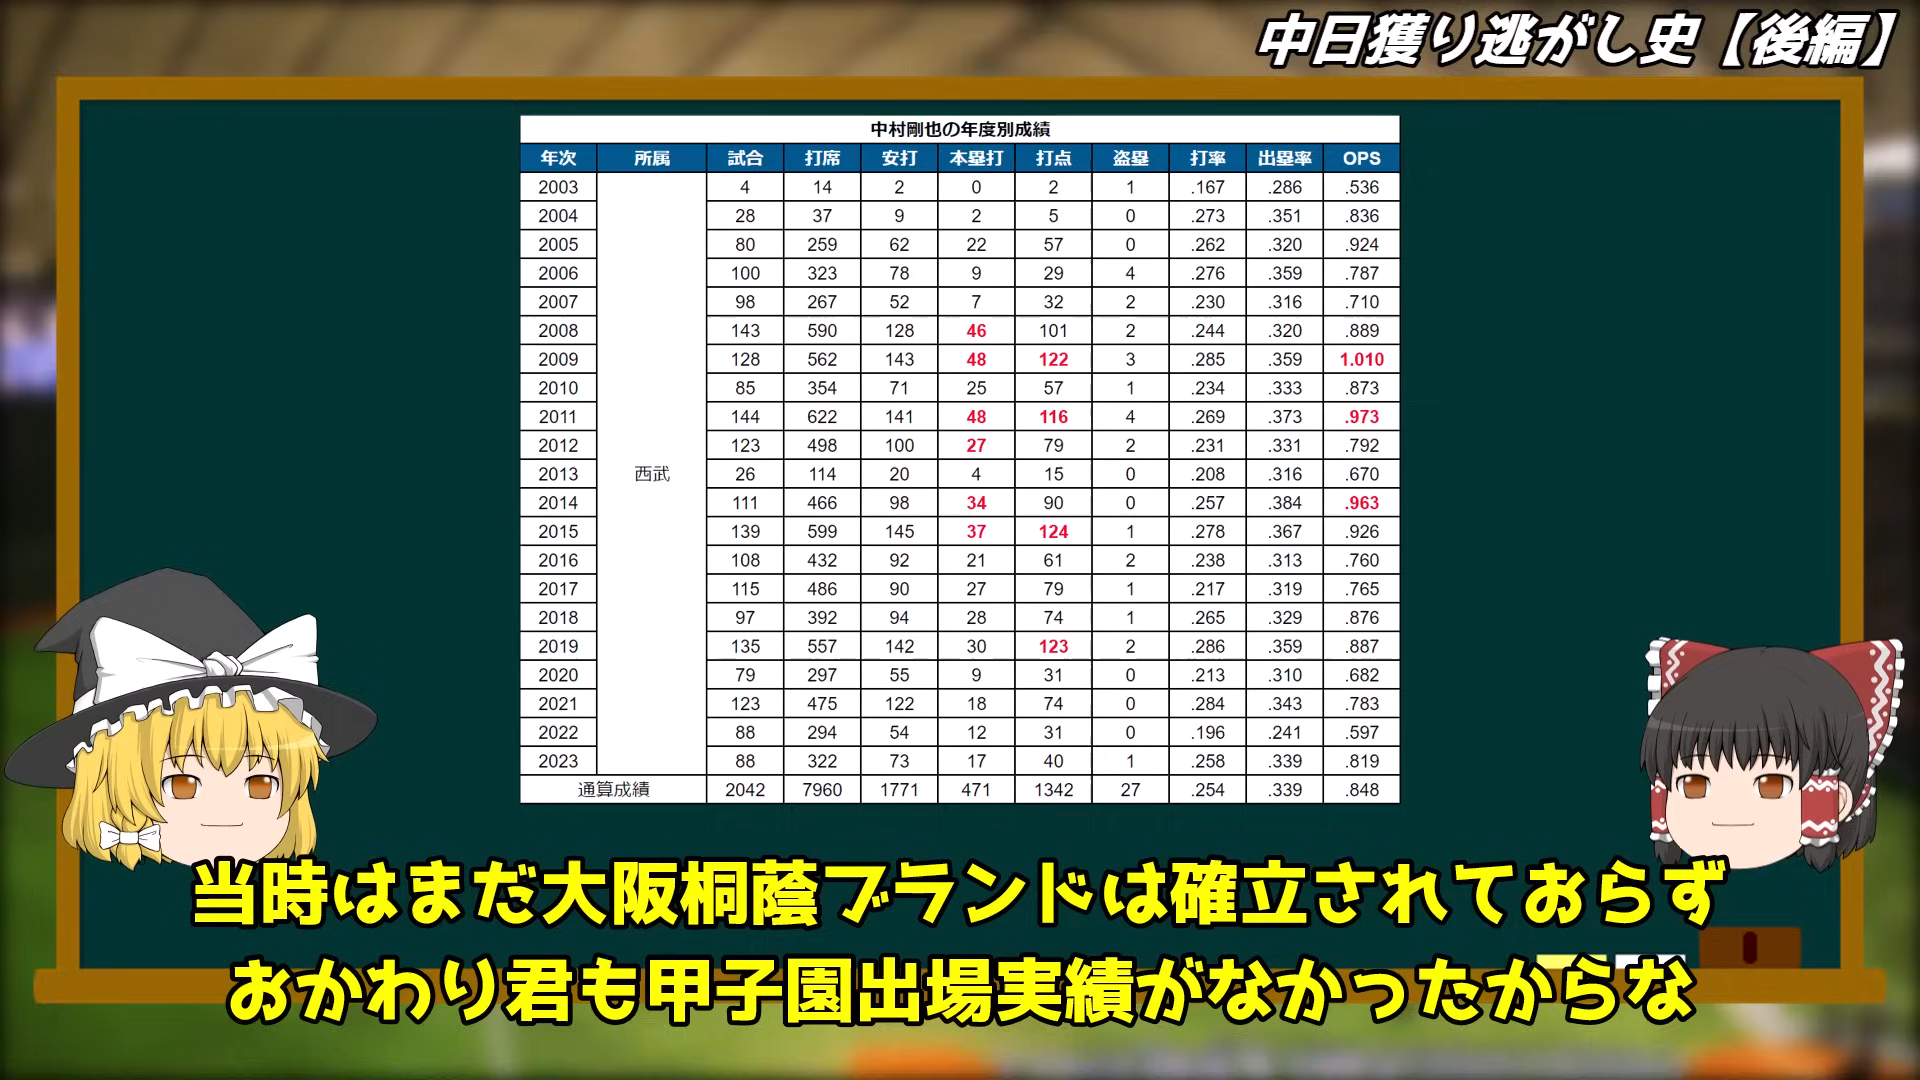 中日獲り逃がし史【後編】
中村剛也の年度別成績
年次 所属 試合 打席 安打 本塁打 打点 盗塁 打率 出塁率 OPS
2003 4 14 2 0 2 1 .167 .286 .536
2004 28 37 9 2 5 0 .273 .351 .836
2005 80 259 62 22 57 0 .262 .320 .924
2006 100 323 78 9 29 4 .276 .359 .787
2007 98 267 52 7 32 2 .230 .316 .710
2008 143 590 128 46 101 2 .244 .320 .889
2009 128 562 143 48 122 3 .285 .359 1.010
2010 85 354 71 25 57 1 .234 .333 .873
2011 144 622 141 48 116 4 .269 .373 .973
2012 123 498 100 27 79 2 .231 .331 .792
2013 西武 26 114 20 4 15 0 .208 .316 .670
2014 111 466 98 34 90 0 .257 .384 .963
2015 139 599 145 37 124 1 .278 .367 .926
2016 108 432 92 21 61 2 .238 .313 .760
2017 115 486 90 27 79 1 .217 .319 .765
2018 97 392 94 28 74 1 .265 .329 .876
2019 135 557 142 30 123 2 .286 .359 .887
2020 79 297 55 9 31 0 .213 .310 .682
2021 123 475 122 18 74 0 .284 .343 .783
2022 88 294 54 12 31 0 .196 .241 .597
2023 88 322 73 17 40 1 .258 .339 .819
通算成績 2042 7960 1771 471 1342 27 .254 .339 .848
当時はまだ大阪桐蔭ブランドは確立されておらず
おかわり君も甲子園出場実績がなかったからな